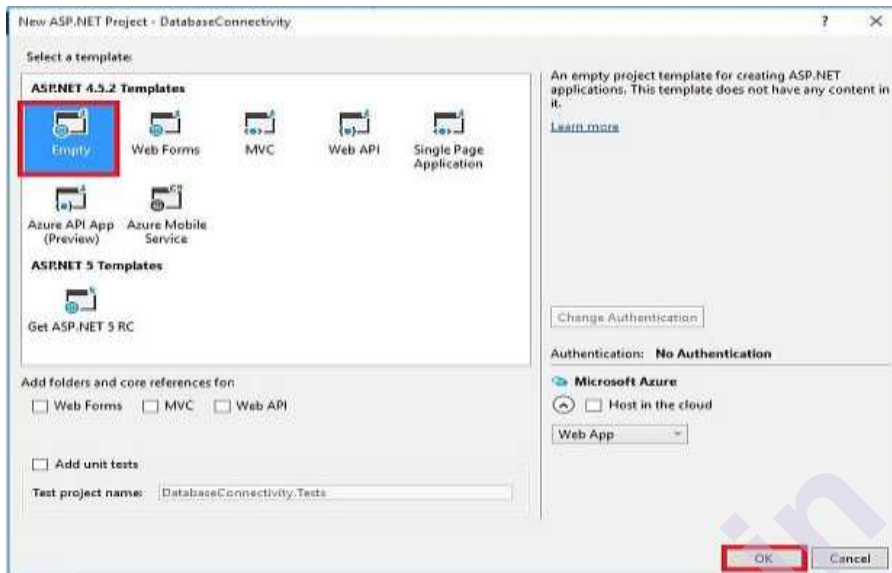 New ASP.NET Project - DatabaseConnectivity
? ×
Select a template:
ASP.NET 4.5.2 Templates
Empty
Web Forms
MVC
Web API
Single Page
Application
Azure API App
(Preview)
Azure Mobile
Service
ASP.NET 5 Templates
Get ASP.NET 5 RC
An empty project template for creating ASP.NET
applications. This template does not have any content in
it.
Learn more
Change Authentication
Authentication: No Authentication
Microsoft Azure
Host in the cloud
Web App
Add folders and core references for:
Web Forms MVC Web API
Add unit tests
Test project name: DatabaseConnectivity.Tests
OK Cancel
in